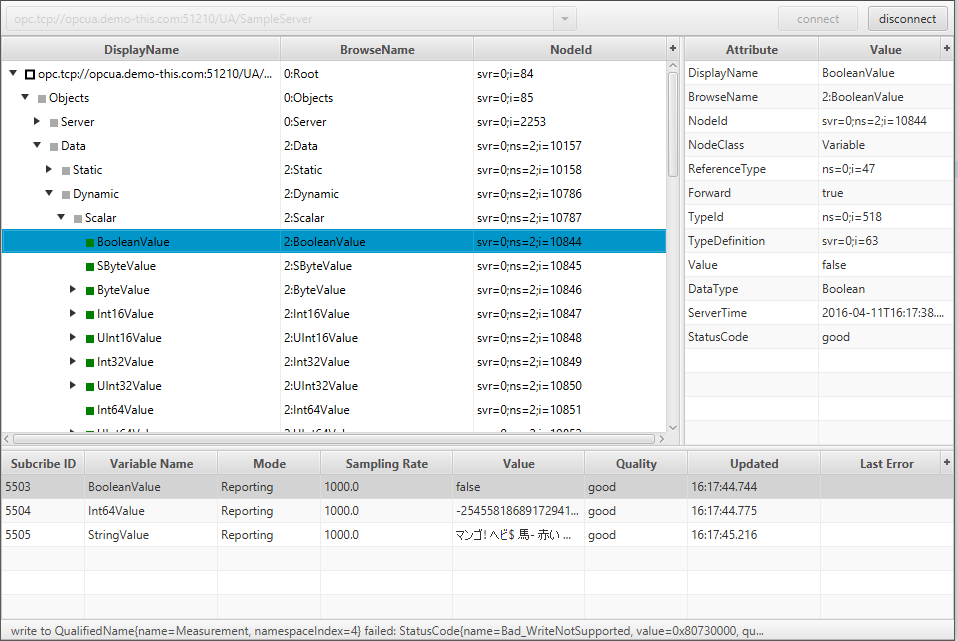 opc.tcp://opcua.demo-this.com:51210/UA/SampleServer connect disconnect
DisplayName BrowseName NodeId +
opc.tcp://opcua.demo-this.com:51210/UA/... 0:Root svr=0;i=84
Objects 0:Objects svr=0;i=85
Server 0:Server svr=0;i=2253
Data 2:Data svr=0;ns=2;i=10157
Static 2:Static svr=0;ns=2;i=10158
Dynamic 2:Dynamic svr=0;ns=2;i=10786
Scalar 2:Scalar svr=0;ns=2;i=10787
BooleanValue 2:BooleanValue svr=0;ns=2;i=10844
SByteValue 2:SByteValue svr=0;ns=2;i=10845
ByteValue 2:ByteValue svr=0;ns=2;i=10846
Int16Value 2:Int16Value svr=0;ns=2;i=10847
UInt16Value 2:UInt16Value svr=0;ns=2;i=10848
Int32Value 2:Int32Value svr=0;ns=2;i=10849
UInt32Value 2:UInt32Value svr=0;ns=2;i=10850
Int64Value 2:Int64Value svr=0;ns=2;i=10851
UInt64Value 2:UInt64Value svr=0;ns=2;i=10852
Attribute Value +
DisplayName BooleanValue
BrowseName 2:BooleanValue
NodeId svr=0;ns=2;i=10844
NodeClass Variable
ReferenceType ns=0;i=47
Forward true
TypeId ns=0;i=518
TypeDefinition svr=0;i=63
Value false
DataType Boolean
ServerTime 2016-04-11T16:17:38....
StatusCode good
Subcribe ID Variable Name Mode Sampling Rate Value Quality Updated Last Error +
5503 BooleanValue Reporting 1000.0 false good 16:17:44.744
5504 Int64Value Reporting 1000.0 -25455818689172941... good 16:17:44.775
5505 StringValue Reporting 1000.0 マンゴ! ヘビ$ 馬- 赤い ... good 16:17:45.216
write to QualifiedName{name=Measurement, namespaceIndex=4} failed: StatusCode{name=Bad_WriteNotSupported, value=0x80730000, qu...